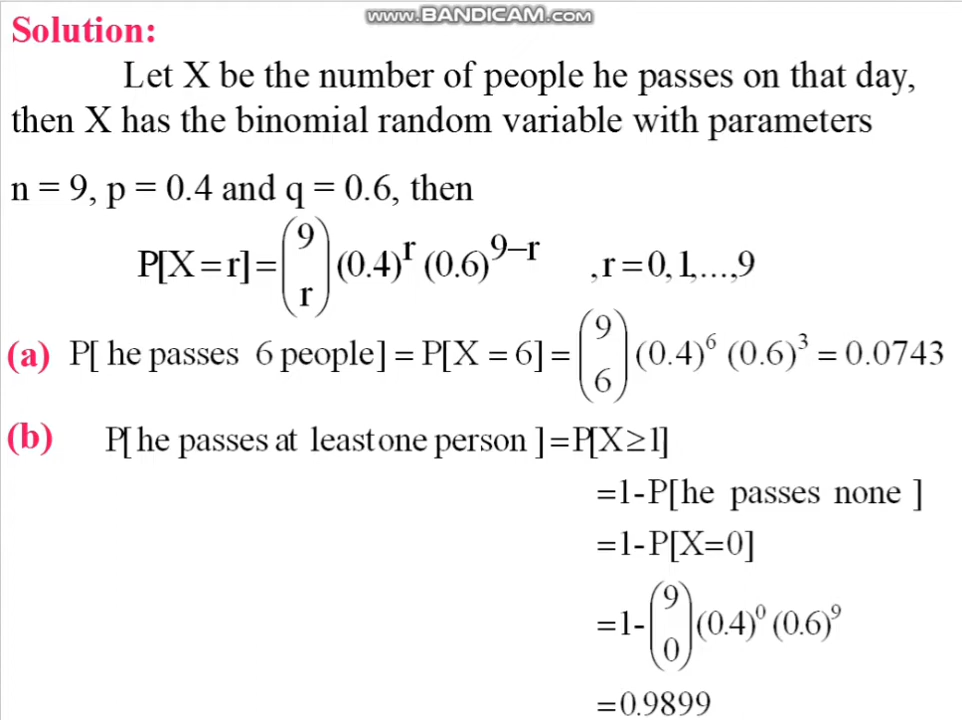 www.BANDICAM.com
Solution:
Let X be the number of people he passes on that day,
then X has the binomial random variable with parameters
n = 9, p = 0.4 and q = 0.6, then
P[X = r] = (9 r) (0.4)^r (0.6)^9−r , r = 0, 1,...,9
(a) P[ he passes 6 people] = P[X = 6] = (9 6) (0.4)^6 (0.6)^3 = 0.0743
(b) P[ he passes at least one person ] = P[X ≥ 1]
=1-P[he passes none ]
=1-P[X=0]
=1-(9 0) (0.4)^0 (0.6)^9
=0.9899